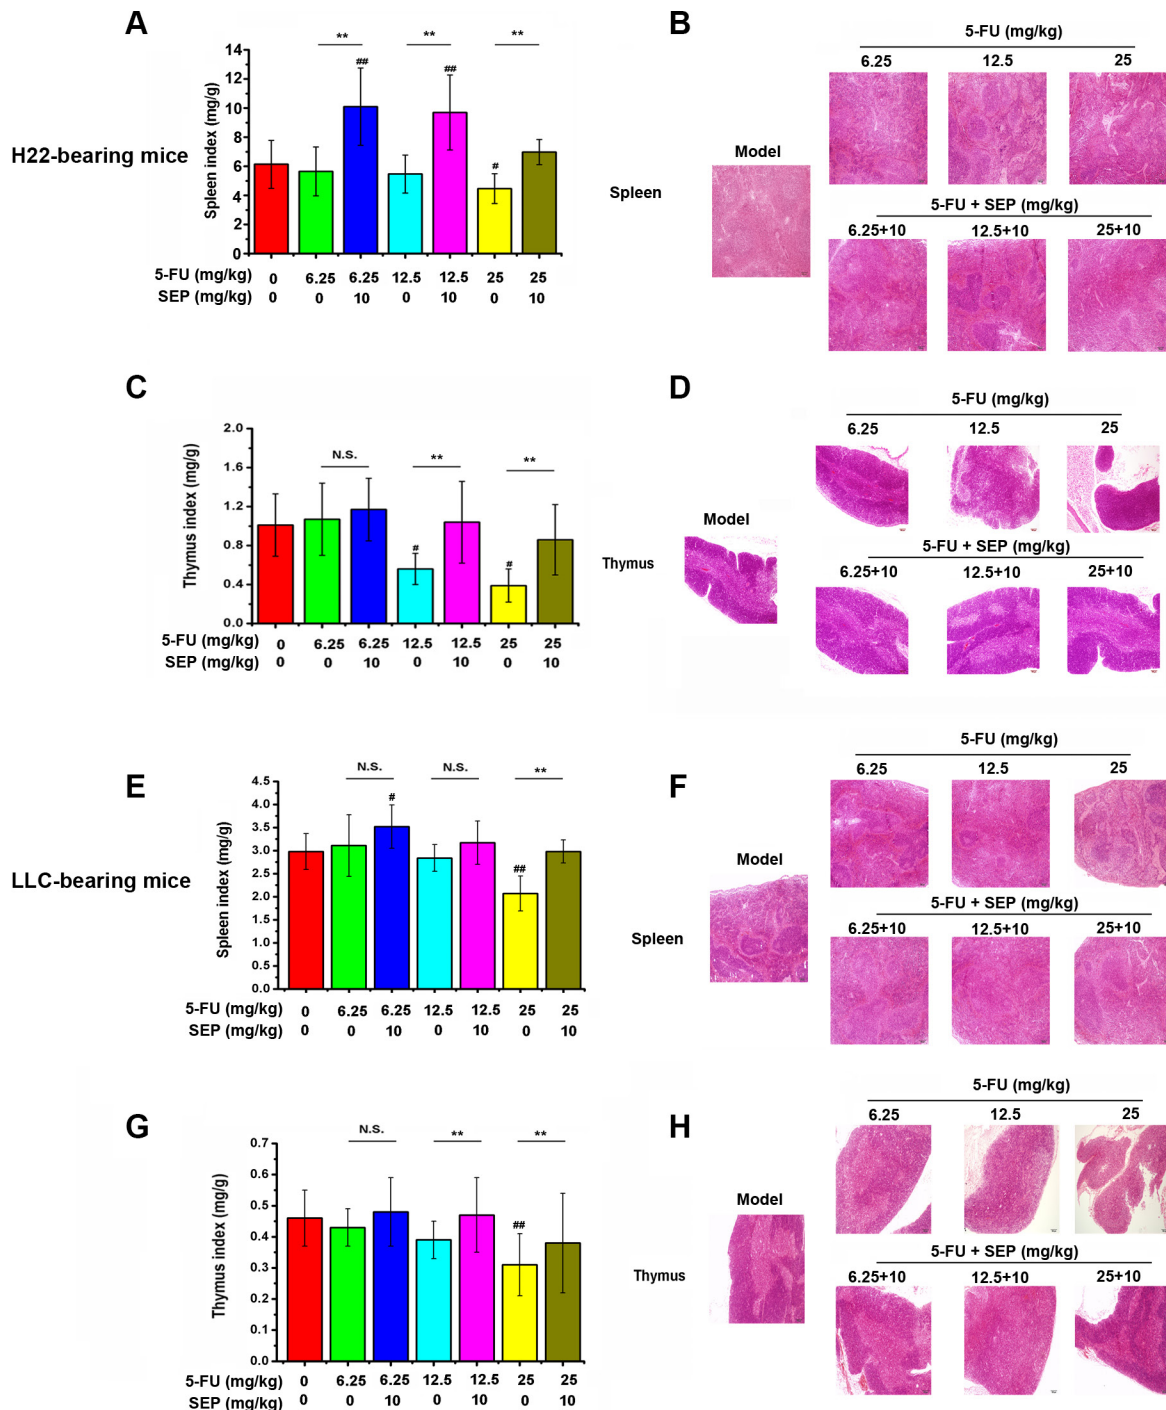 A
H22-bearing mice
Spleen index (mg/g)
14
12
10
8
6
4
2
0
** ** **
## ## #
5-FU (mg/kg) 0 6.25 6.25 12.5 12.5 25 25
SEP (mg/kg) 0 0 10 0 10 0 10
B
5-FU (mg/kg)
6.25 12.5 25
Model
Spleen
5-FU + SEP (mg/kg)
6.25+10 12.5+10 25+10
C
Thymus index (mg/g)
2.0
1.6
1.2
0.8
0.4
0.0
N.S. ** **
# #
5-FU (mg/kg) 0 6.25 6.25 12.5 12.5 25 25
SEP (mg/kg) 0 0 10 0 10 0 10
D
5-FU (mg/kg)
6.25 12.5 25
Model
Thymus
5-FU + SEP (mg/kg)
6.25+10 12.5+10 25+10
E
LLC-bearing mice
Spleen index (mg/g)
4.5
4.0
3.5
3.0
2.5
2.0
1.5
1.0
0.5
0.0
N.S. N.S. **
# ##
5-FU (mg/kg) 0 6.25 6.25 12.5 12.5 25 25
SEP (mg/kg) 0 0 10 0 10 0 10
F
5-FU (mg/kg)
6.25 12.5 25
Model
Spleen
5-FU + SEP (mg/kg)
6.25+10 12.5+10 25+10
G
Thymus index (mg/g)
0.7
0.6
0.5
0.4
0.3
0.2
0.1
0.0
N.S. ** **
##
5-FU (mg/kg) 0 6.25 6.25 12.5 12.5 25 25
SEP (mg/kg) 0 0 10 0 10 0 10
H
5-FU (mg/kg)
6.25 12.5 25
Model
Thymus
5-FU + SEP (mg/kg)
6.25+10 12.5+10 25+10